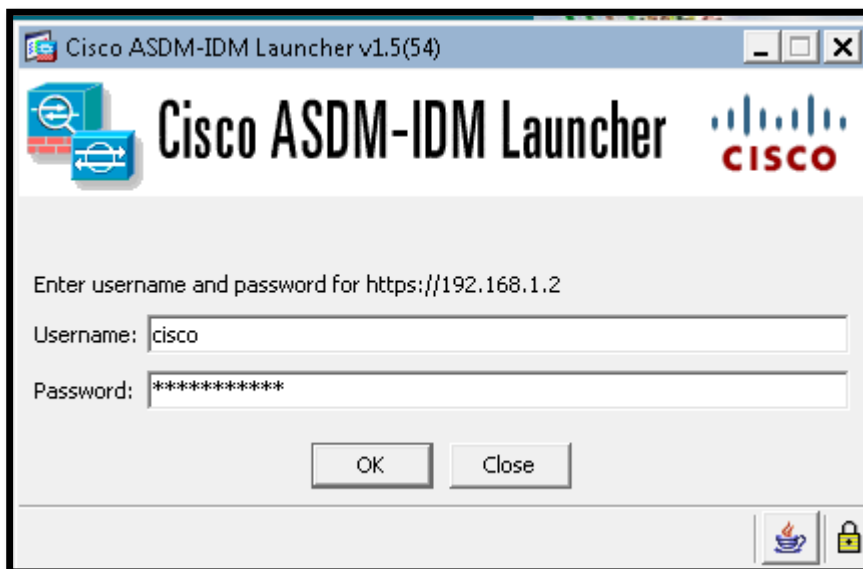 Cisco ASDM-IDM Launcher v1.5(54)
Cisco ASDM-IDM Launcher
CISCO
Enter username and password for https://192.168.1.2
Username: cisco
Password: ***********
OK Close